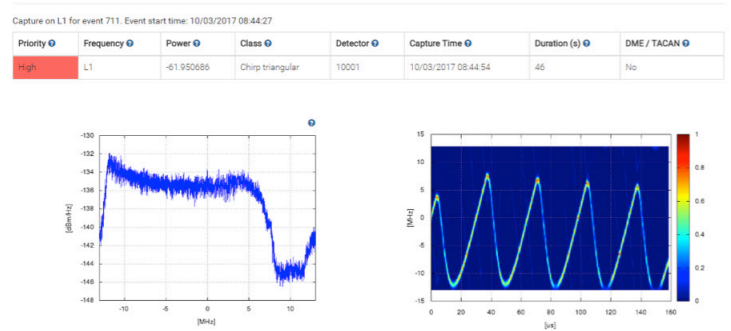 Capture on L1 for event 711. Event start time: 10/03/2017 08:44:27
Priority Frequency Power Class Detector Capture Time Duration (s) DME / TACAN
High L1 -61.950686 Chirp triangular 10001 10/03/2017 08:44:54 46 No
-130
-132
-134
-136
-138
-140
-142
-144
-146
-148
[dBm/Hz]
-10 -5 0 5 10
[MHz]
15
10
5
0
-5
-10
-15
[MHz]
0 20 40 60 80 100 120 140 160
[us]
1
0.8
0.6
0.4
0.2
0